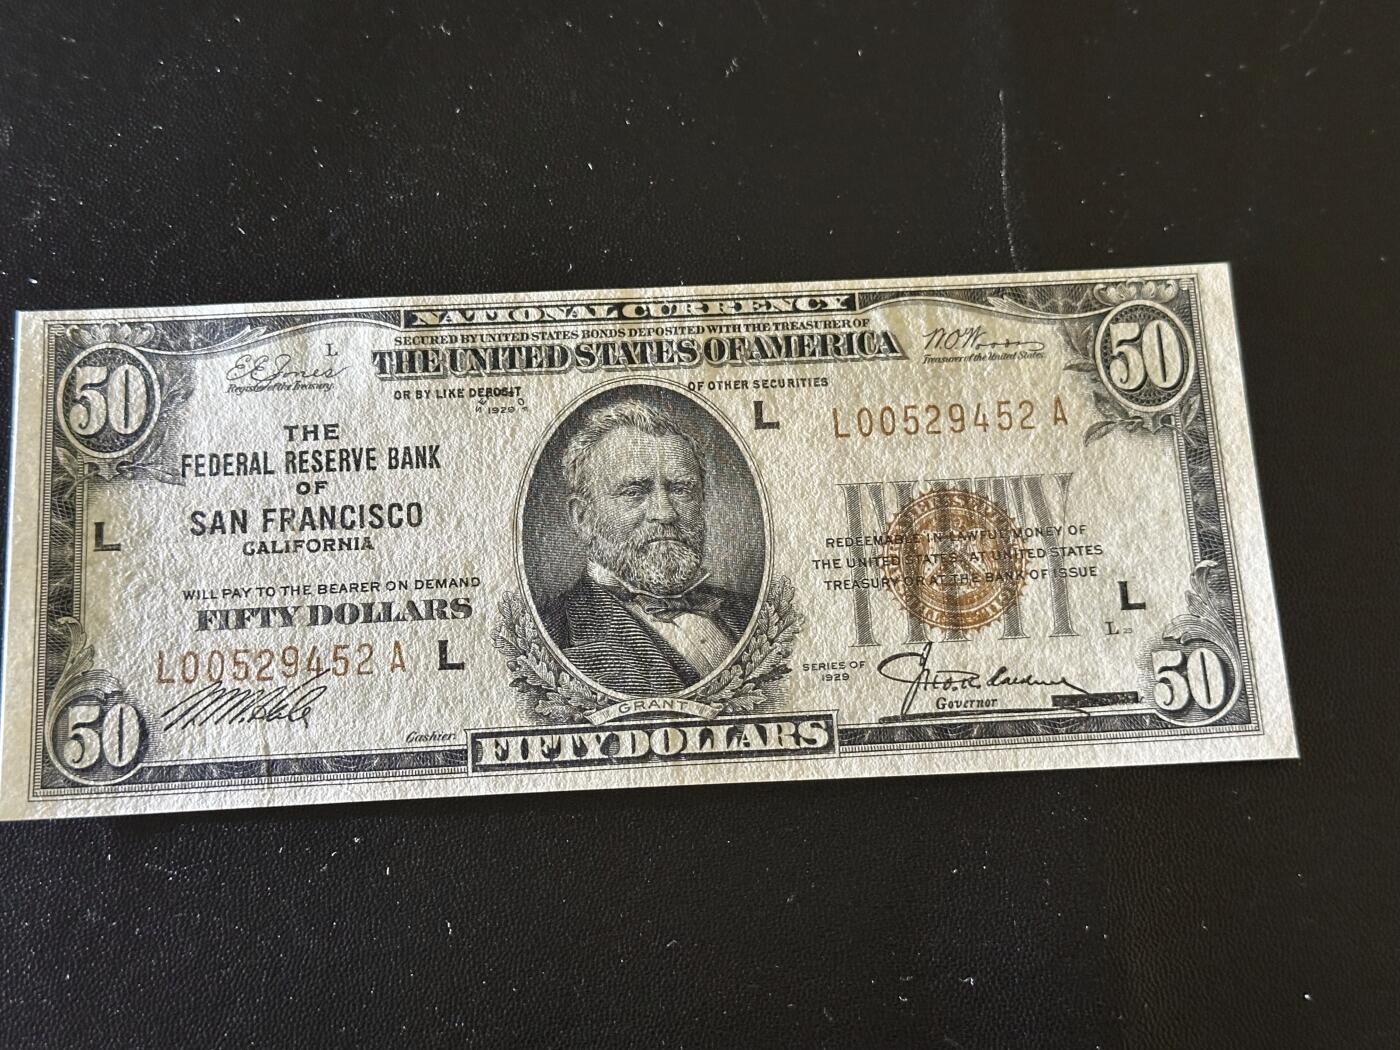 NATIONAL CURRENCY
SECURED BY UNITED STATES BONDS DEPOSITED WITH THE TREASURER OF
THE UNITED STATES OF AMERICA
OR BY LIKE DEPOSIT OF OTHER SECURITIES
50
50
E E Jones
L
Register of the Treasury.
W.O. Woods
Treasurer of the United States.
1929
L
L00529452 A
THE
FEDERAL RESERVE BANK
OF
SAN FRANCISCO
CALIFORNIA
L
WILL PAY TO THE BEARER ON DEMAND
FIFTY DOLLARS
L00529452 A L
FIFTY
REDEEMABLE IN LAWFUL MONEY OF
THE UNITED STATES AT UNITED STATES
TREASURY OR AT THE BANK OF ISSUE
L
L
SERIES OF
1929
Governor
Cashier
GRANT
50
FIFTY DOLLARS
50